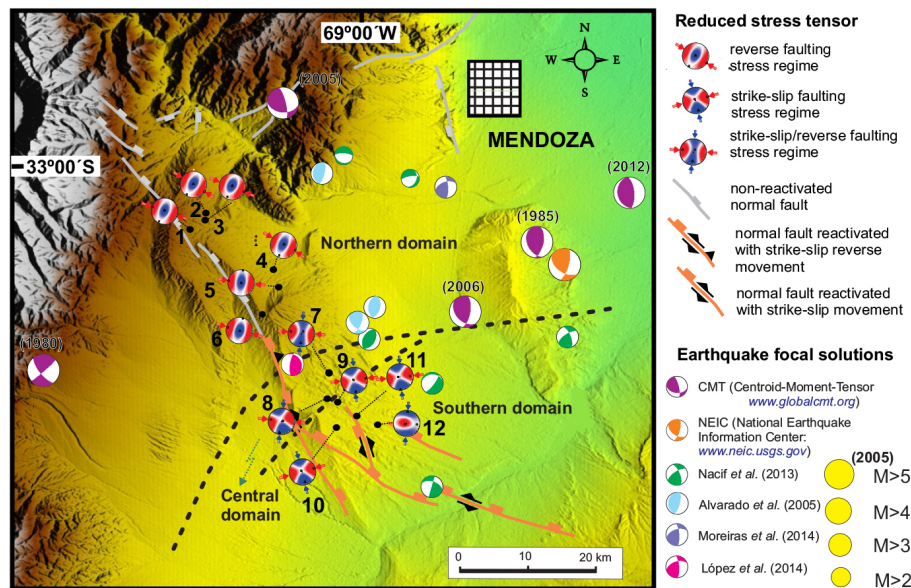 69º00´W
N
W E
S
(2005)
MENDOZA
33º00´S
(2012)
(1985)
2
3
1
Northern domain
4
5
(2006)
7
6
(1980)
9
11
8
Southern domain
12
Central
domain
10
0 10 20 km
Reduced stress tensor
reverse faulting
stress regime
strike-slip faulting
stress regime
strike-slip/reverse faulting
stress regime
non-reactivated
normal fault
normal fault reactivated
with strike-slip reverse
movement
normal fault reactivated
with strike-slip movement
Earthquake focal solutions
CMT (Centroid-Moment-Tensor
www.globalcmt.org)
NEIC (National Earthquake
Information Center:
www.neic.usgs.gov)
Nacif et al. (2013)
Alvarado et al. (2005)
Moreiras et al. (2014)
López et al. (2014)
(2005)
M>5
M>4
M>3
M>2